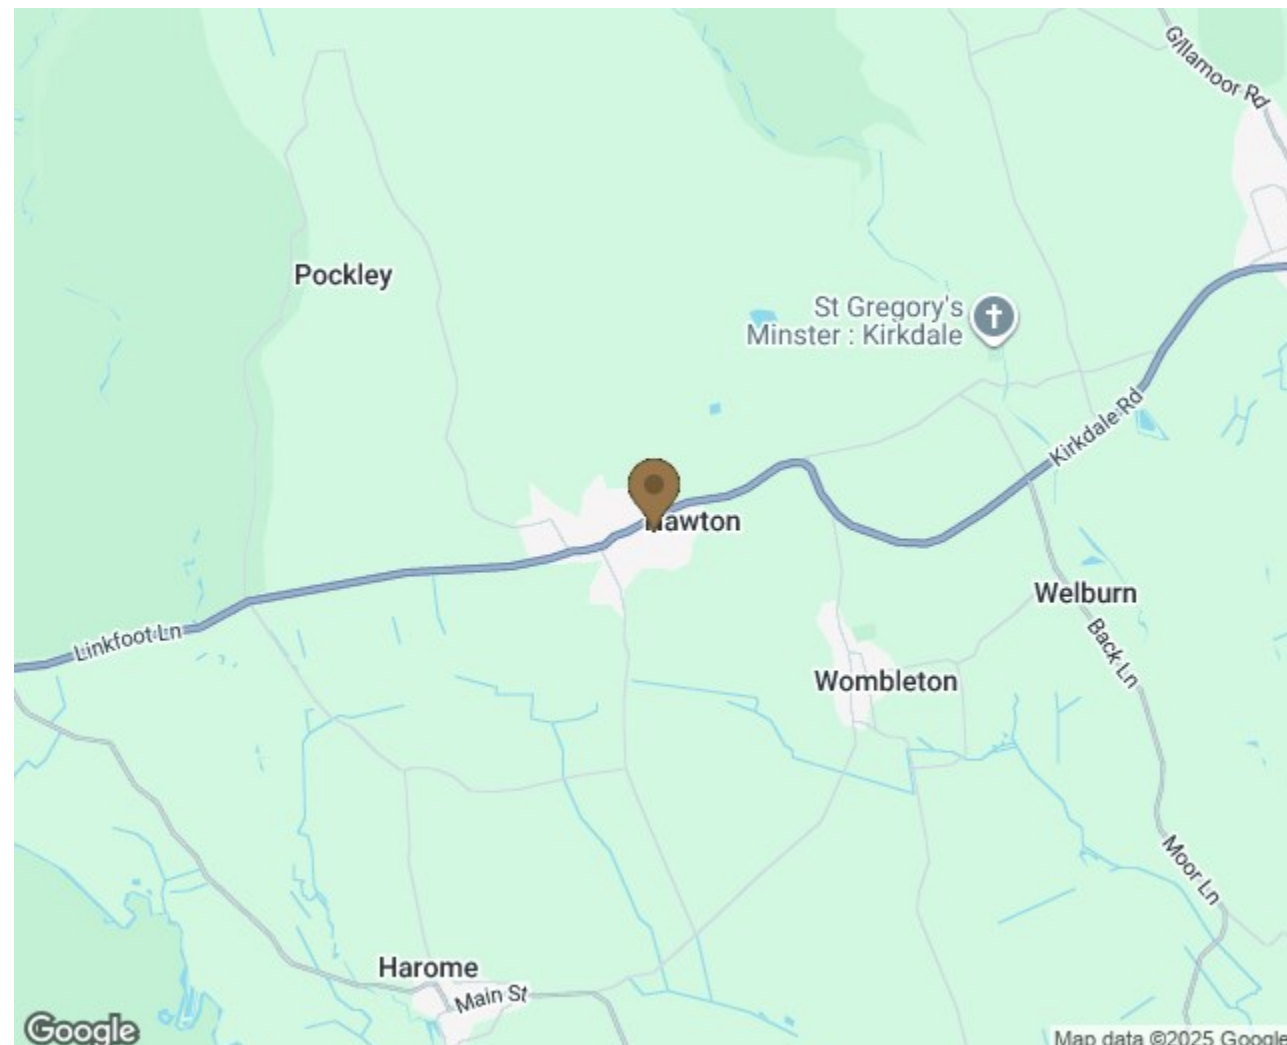 Gillamoor Rd
Pockley
St Gregory's
Minster : Kirkdale
Kirkdale Rd
Hawton
Welburn
Linkfoot Ln
Back Ln
Wombleton
Moor Ln
Harome
Main St
Google
Map data ©2025 Google